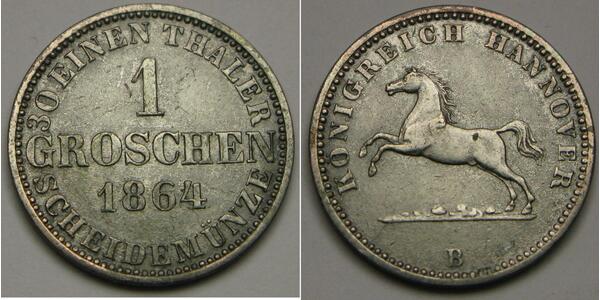 30 EINEN THALER
1
GROSCHEN
1864
SCHEIDEMÜNZE
KÖNIGREICH HANNOVER
B